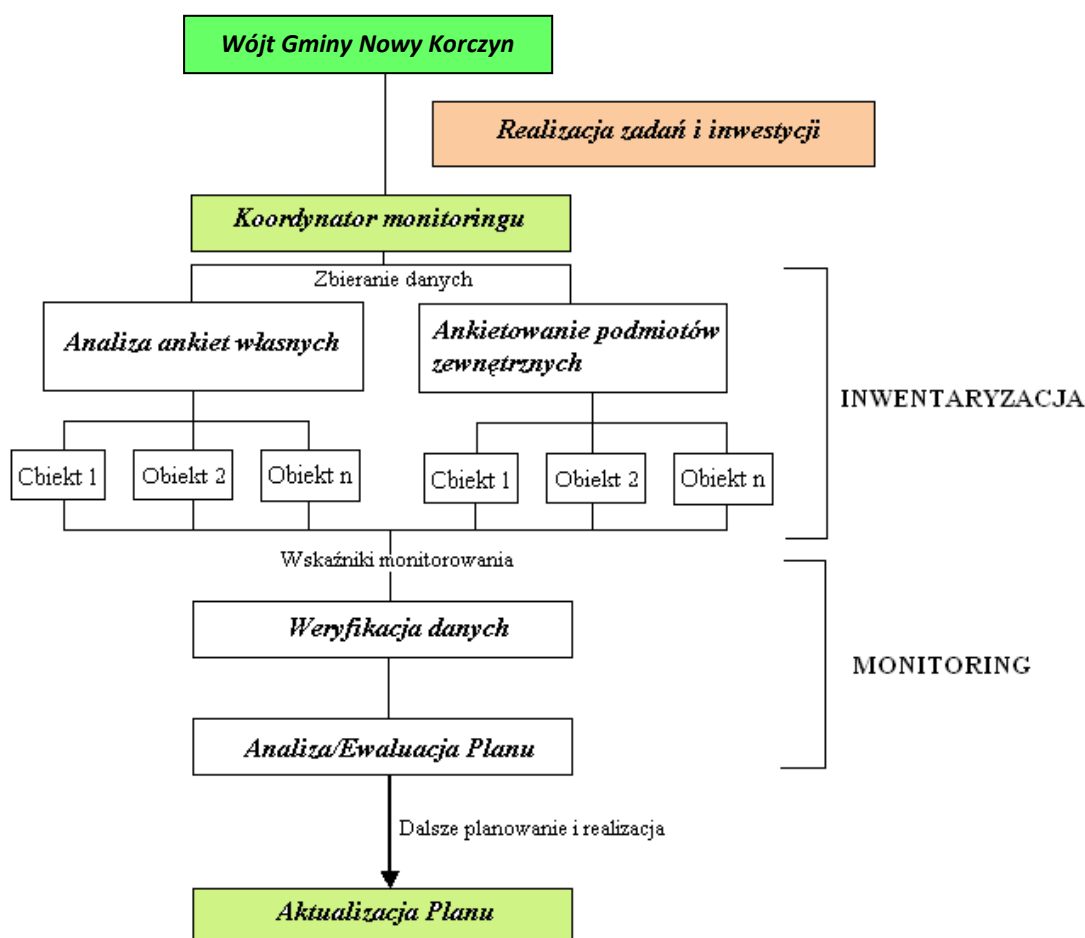 Wójt Gminy Nowy Korczyn
Realizacja zadań i inwestycji
Koordynator monitoringu
Zbieranie danych
Analiza ankiet własnych
Ankietowanie podmiotów
zewnętrznych
INWENTARYZACJA
Cbiekt 1
Obiekt 2
Obiekt n
Cbiekt 1
Obiekt 2
Obiekt n
Wskaźniki monitorowania
Weryfikacja danych
MONITORING
Analiza/Ewaluacja Planu
Dalsze planowanie i realizacja
Aktualizacja Planu